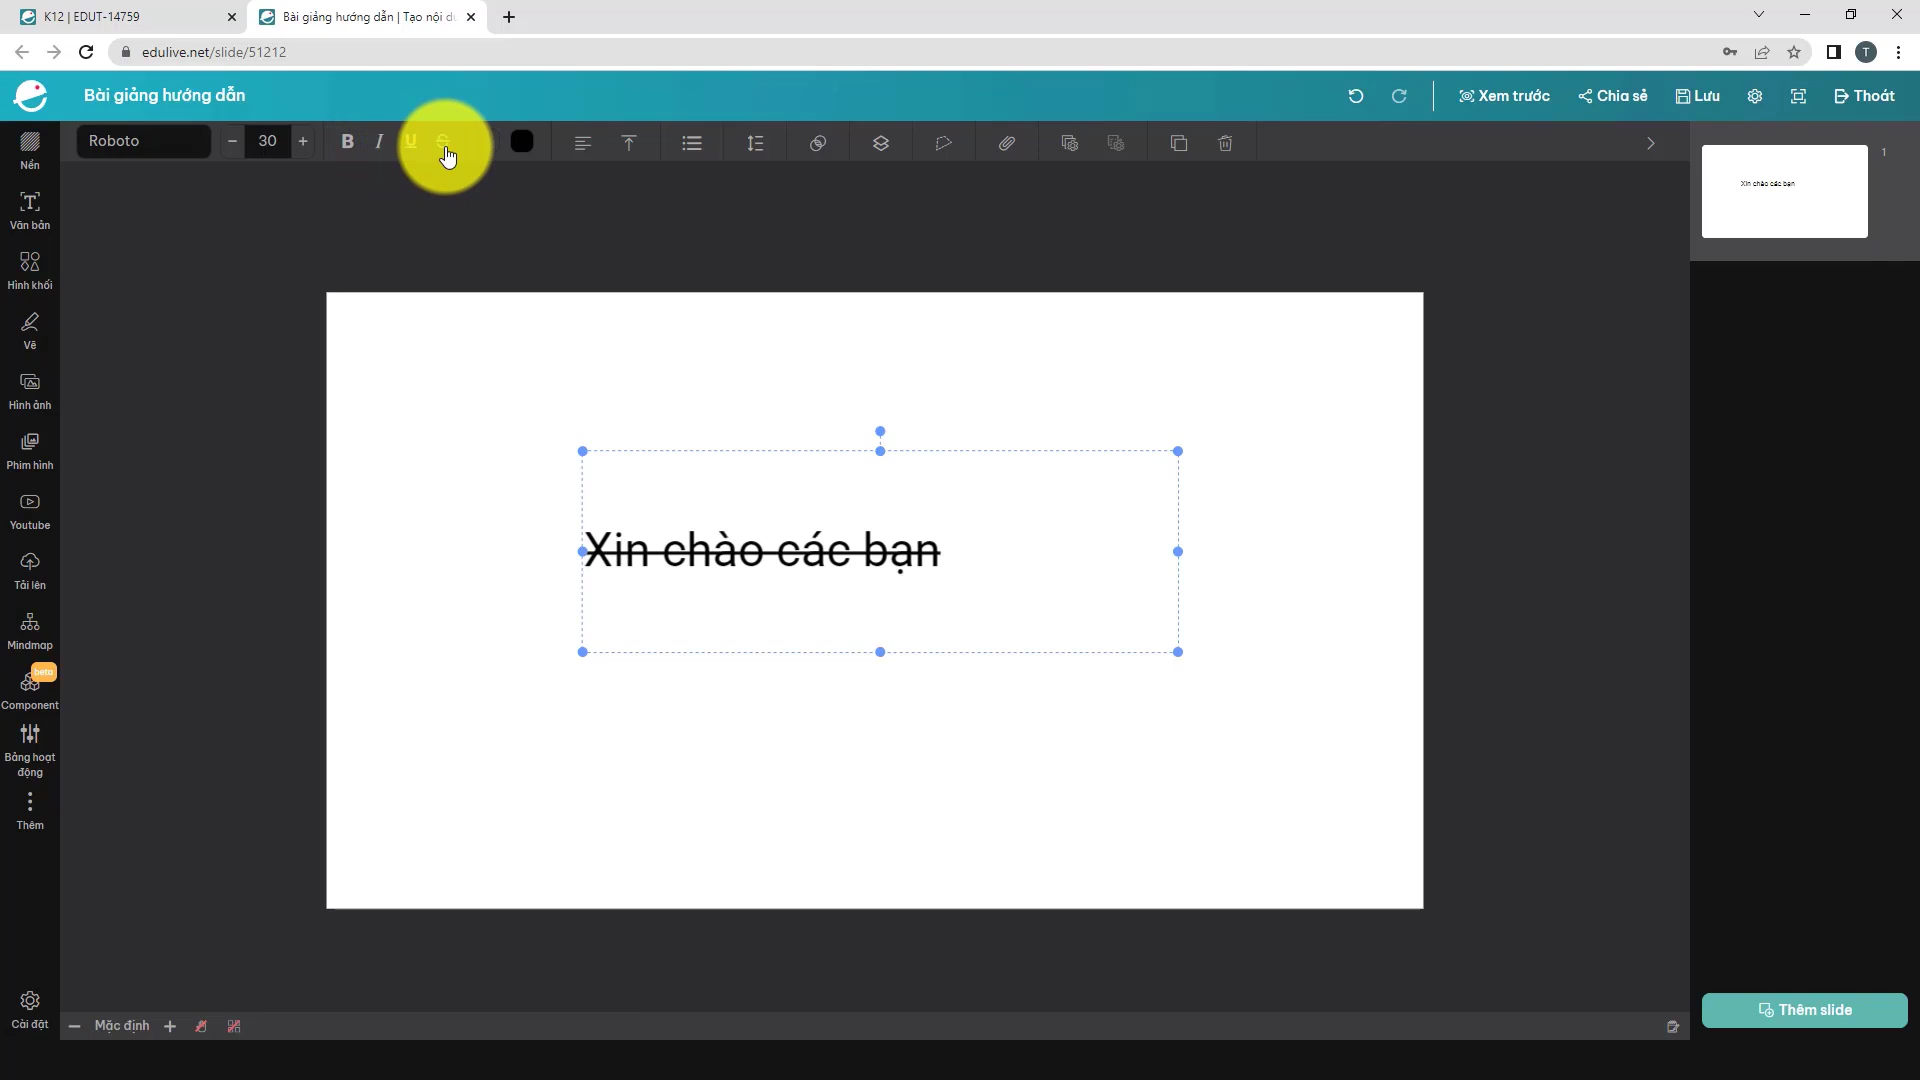 K12 | EDUT-14759
Bài giảng hướng dẫn | Tạo nội du
edulive.net/slide/51212
T
Bài giảng hướng dẫn
Xem trước
Chia sẻ
Lưu
Thoát
Roboto
30
B
I
U
S
Nền
Văn bản
Hình khối
Vẽ
Hình ảnh
Phim hình
Youtube
Tải lên
Mindmap
beta
Component
Bảng hoạt
động
Thêm
Cài đặt
Xin chào các bạn
Xin chào các bạn
1
Mặc định
Thêm slide